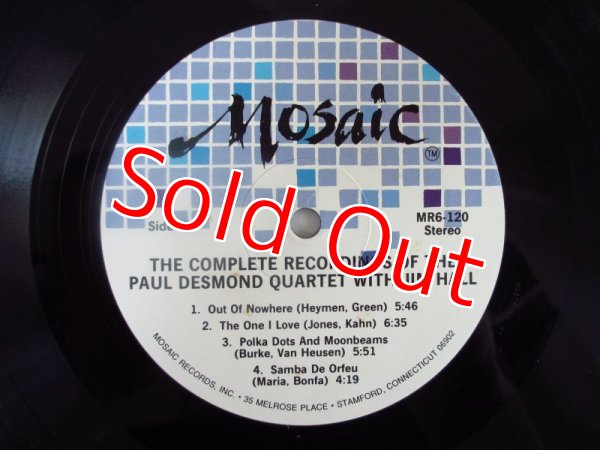 Mosaic
TM
Side
MR6-120
Stereo
Sold Out
THE COMPLETE RECORDINGS OF THE
PAUL DESMOND QUARTET WITH JIM HALL
1. Out Of Nowhere (Heymen, Green) 5:46
2. The One I Love (Jones, Kahn) 6:35
3. Polka Dots And Moonbeams
(Burke, Van Heusen) 5:51
4. Samba De Orfeu
(Maria, Bonfa) 4:19
MOSAIC RECORDS, INC. • 35 MELROSE PLACE • STAMFORD, CONNECTICUT 06902